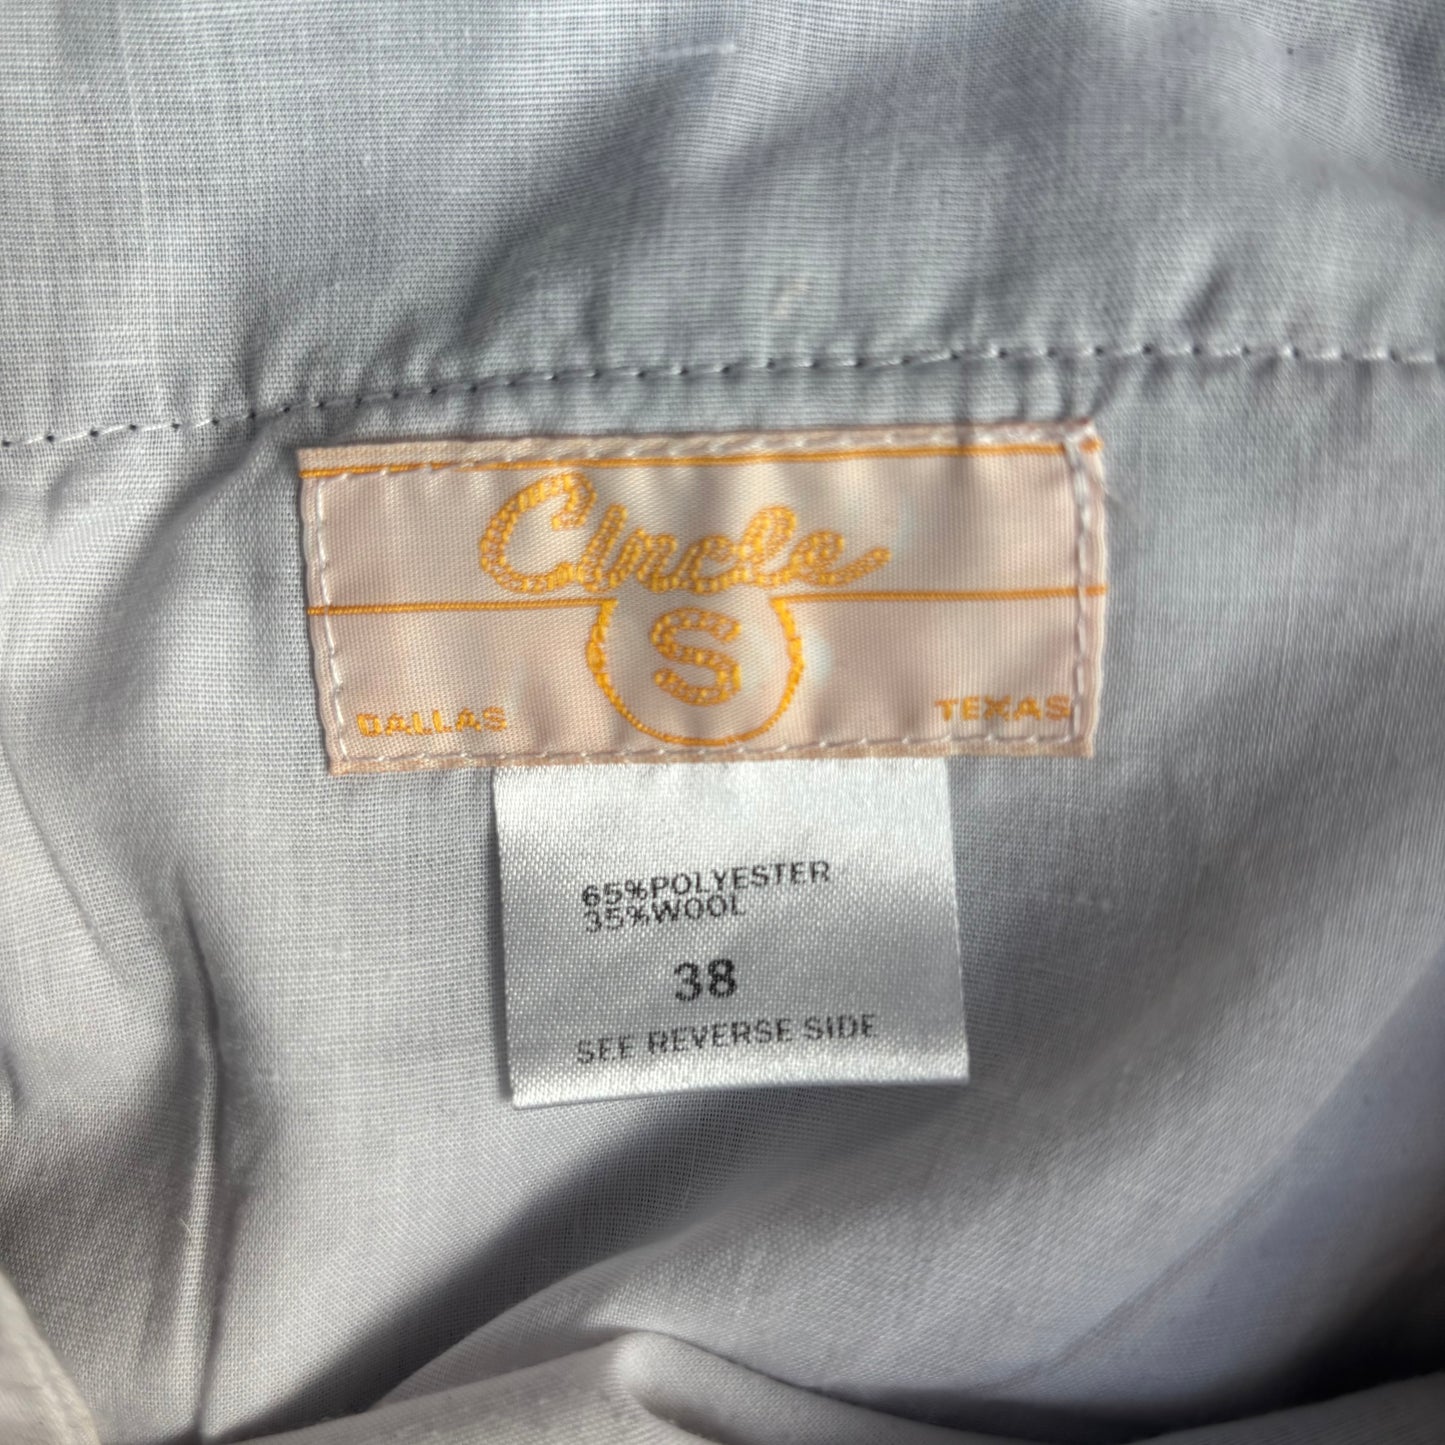 Circle
S
DALLAS TEXAS
65%POLYESTER
35%WOOL
38
SEE REVERSE SIDE